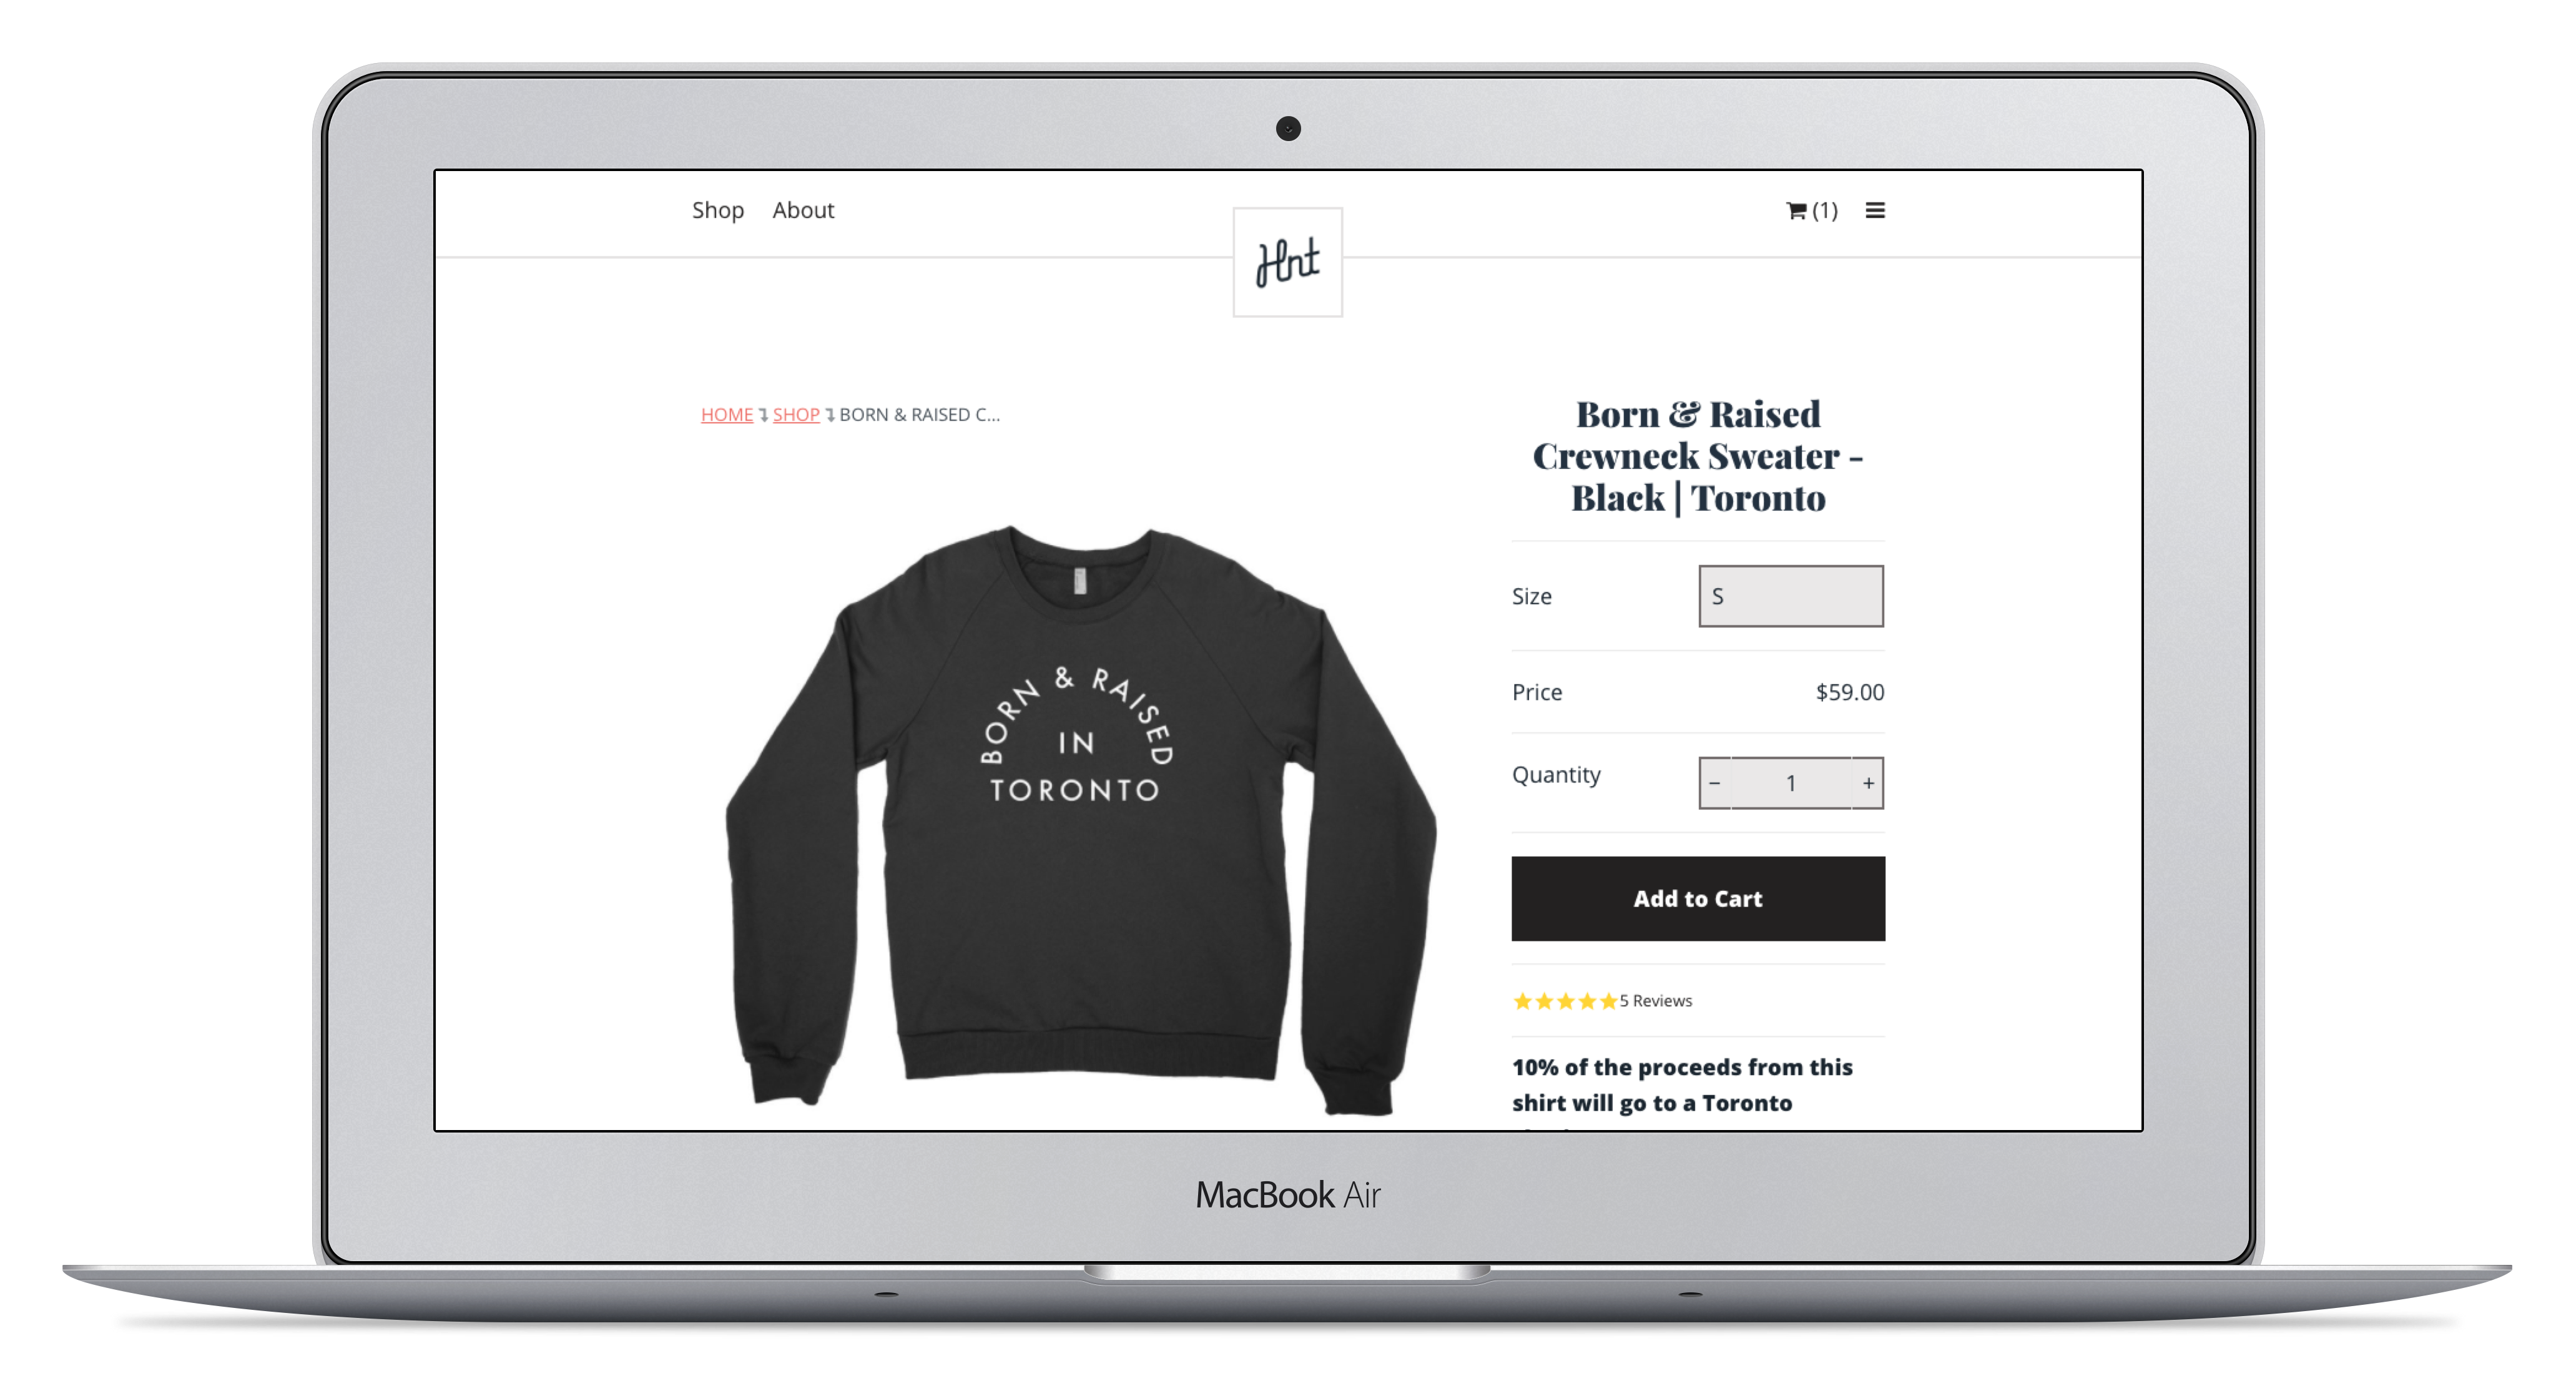 Shop About
(1)
Hnt
HOME SHOP BORN & RAISED C...
Born & Raised
Crewneck Sweater -
Black | Toronto
BORN & RAISED
IN
TORONTO
Size S
Price $59.00
Quantity − 1 +
Add to Cart
5 Reviews
10% of the proceeds from this
shirt will go to a Toronto
MacBook Air